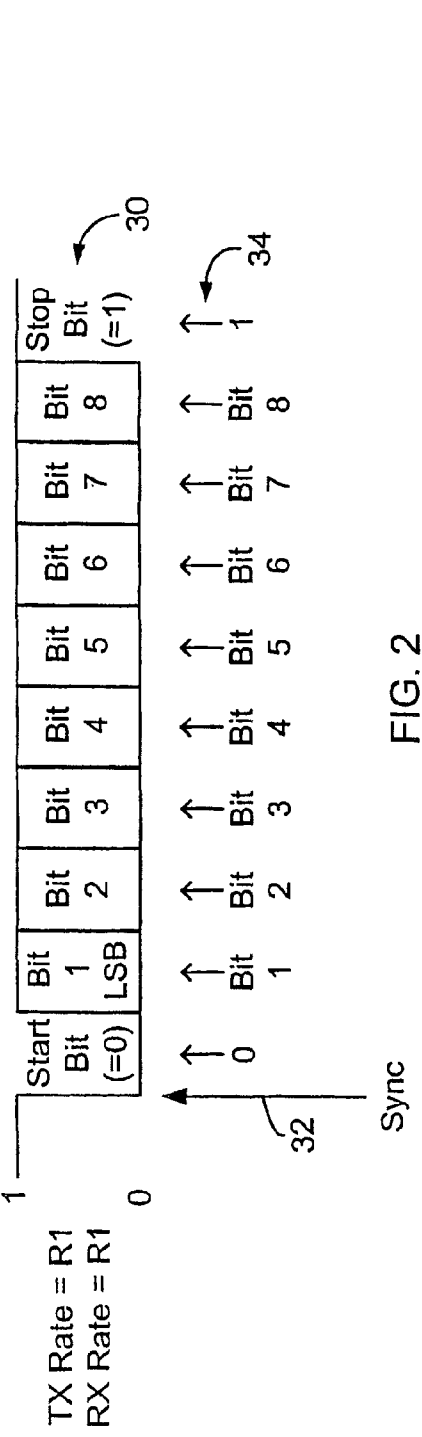 TX Rate = R1
RX Rate = R1
1
0
Start Bit (=0)
Bit 1 LSB
Bit 2
Bit 3
Bit 4
Bit 5
Bit 6
Bit 7
Bit 8
Stop Bit (=1)
30
0
Bit 1
Bit 2
Bit 3
Bit 4
Bit 5
Bit 6
Bit 7
Bit 8
1
34
32
Sync
FIG. 2